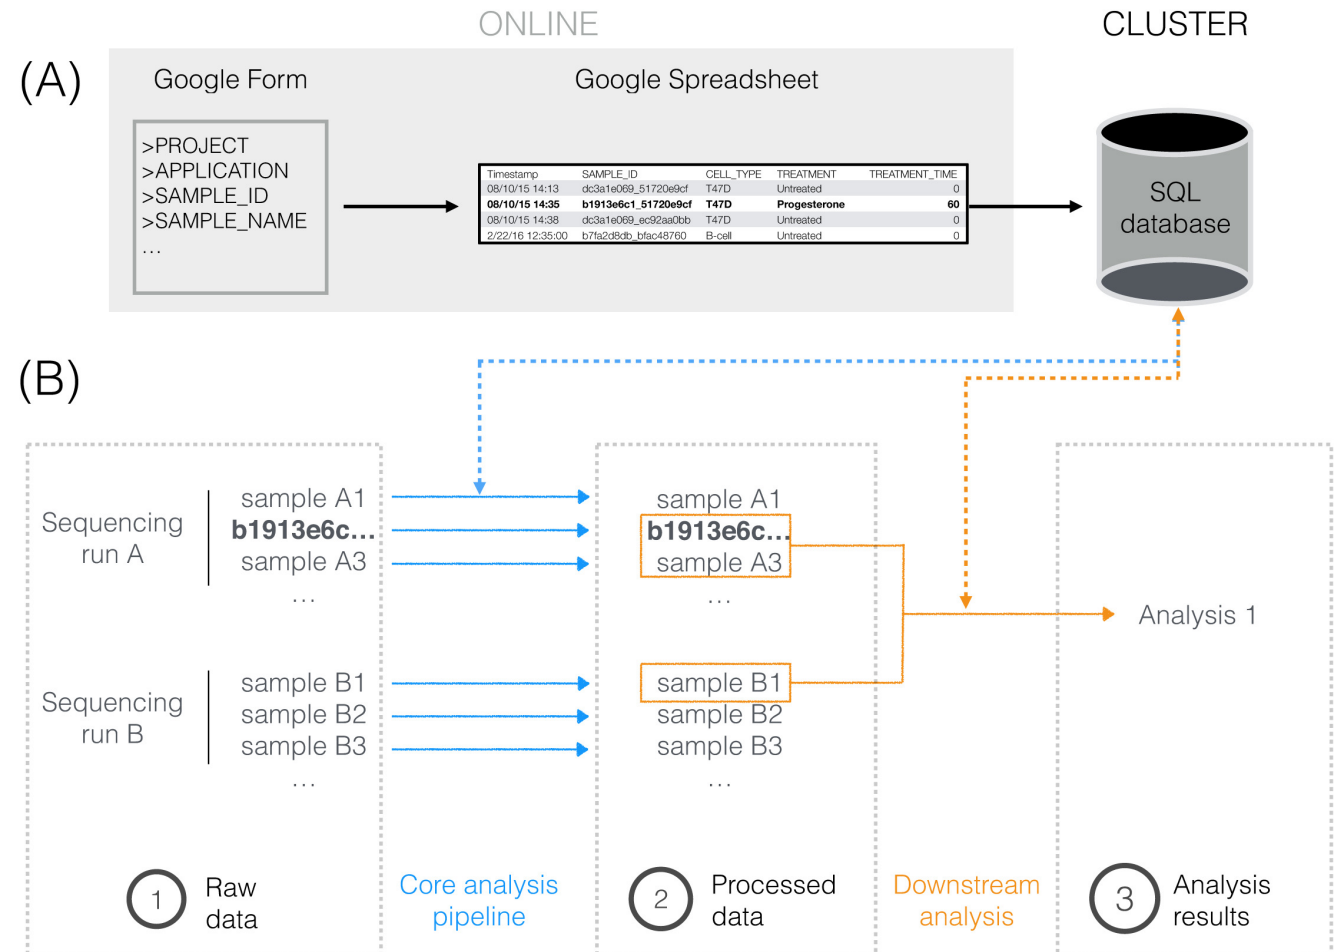 ONLINE
CLUSTER
(A)
Google Form
Google Spreadsheet
>PROJECT
>APPLICATION
>SAMPLE_ID
>SAMPLE_NAME
...
Timestamp SAMPLE_ID CELL_TYPE TREATMENT TREATMENT_TIME
08/10/15 14:13 dc3a1e069_51720e9cf T47D Untreated 0
08/10/15 14:35 b1913e6c1_51720e9cf T47D Progesterone 60
08/10/15 14:38 dc3a1e069_ec92aa0bb T47D Untreated 0
2/22/16 12:35:00 b7fa2d8db_bfac48760 B-cell Untreated 0
SQL
database
(B)
Sequencing
run A
sample A1
b1913e6c...
sample A3
...
sample A1
b1913e6c...
sample A3
...
Analysis 1
Sequencing
run B
sample B1
sample B2
sample B3
...
sample B1
sample B2
sample B3
...
1
Raw
data
Core analysis
pipeline
2
Processed
data
Downstream
analysis
3
Analysis
results